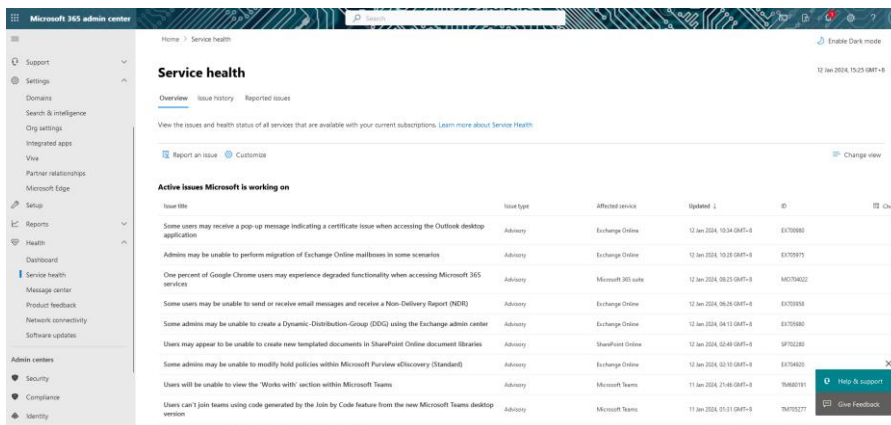 Microsoft 365 admin center
Search
Home > Service health
Enable Dark mode
Support
Settings
Domains
Search & intelligence
Org settings
Integrated apps
Viva
Partner relationships
Microsoft Edge
Setup
Reports
Health
Dashboard
Service health
Message center
Product feedback
Network connectivity
Software updates
Admin centers
Security
Compliance
Identity
Service health
12 Jan 2024, 15:25 GMT+8
Overview Issue history Reported issues
View the issues and health status of all services that are available with your current subscriptions. Learn more about Service Health
Report an issue Customize
Change view
Active issues Microsoft is working on
Issue title Issue type Affected service Updated ↓ ID
Some users may receive a pop-up message indicating a certificate issue when accessing the Outlook desktop
application
Advisory Exchange Online 12 Jan 2024, 10:34 GMT+8
Admins may be unable to perform migration of Exchange Online mailboxes in some scenarios
Advisory Exchange Online 12 Jan 2024, 10:28 GMT+8
One percent of Google Chrome users may experience degraded functionality when accessing Microsoft 365
services
Advisory Microsoft 365 suite 12 Jan 2024, 09:25 GMT+8 MO704022
Some users may be unable to send or receive email messages and receive a Non-Delivery Report (NDR)
Advisory Exchange Online 12 Jan 2024, 06:26 GMT+8
Some admins may be unable to create a Dynamic-Distribution-Group (DDG) using the Exchange admin center
Advisory Exchange Online 12 Jan 2024, 04:13 GMT+8
Users may appear to be unable to create new templated documents in SharePoint Online document libraries
Advisory SharePoint Online 12 Jan 2024, 02:49 GMT+8 SP702280
Some admins may be unable to modify hold policies within Microsoft Purview eDiscovery (Standard)
Advisory Exchange Online 12 Jan 2024, 02:10 GMT+8
Users will be unable to view the 'Works with' section within Microsoft Teams
Advisory Microsoft Teams 11 Jan 2024, 21:46 GMT+8 TM680191
Users can't join teams using code generated by the Join by Code feature from the new Microsoft Teams desktop
version
Advisory Microsoft Teams 11 Jan 2024, 01:31 GMT+8 TM705277
Help & support
Give Feedback